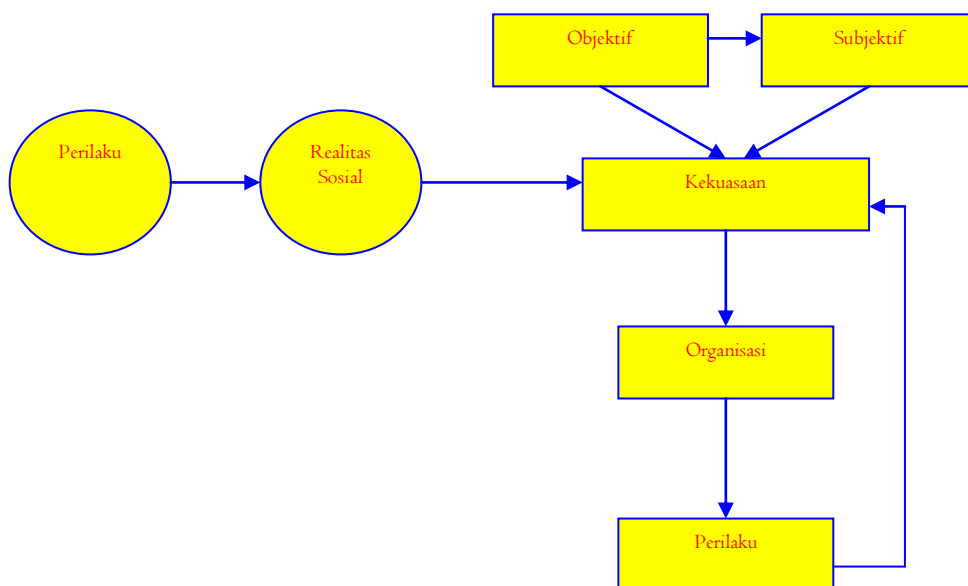 Objektif
Subjektif
Perilaku
Realitas
Sosial
Kekuasaan
Organisasi
Perilaku